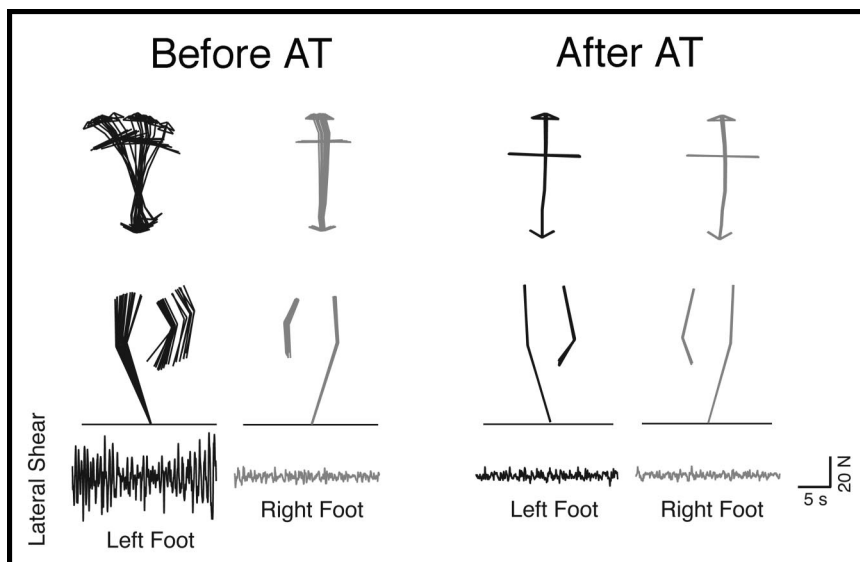 Before AT
After AT
Lateral Shear
Left Foot
Right Foot
Left Foot
Right Foot
5 s
20 N